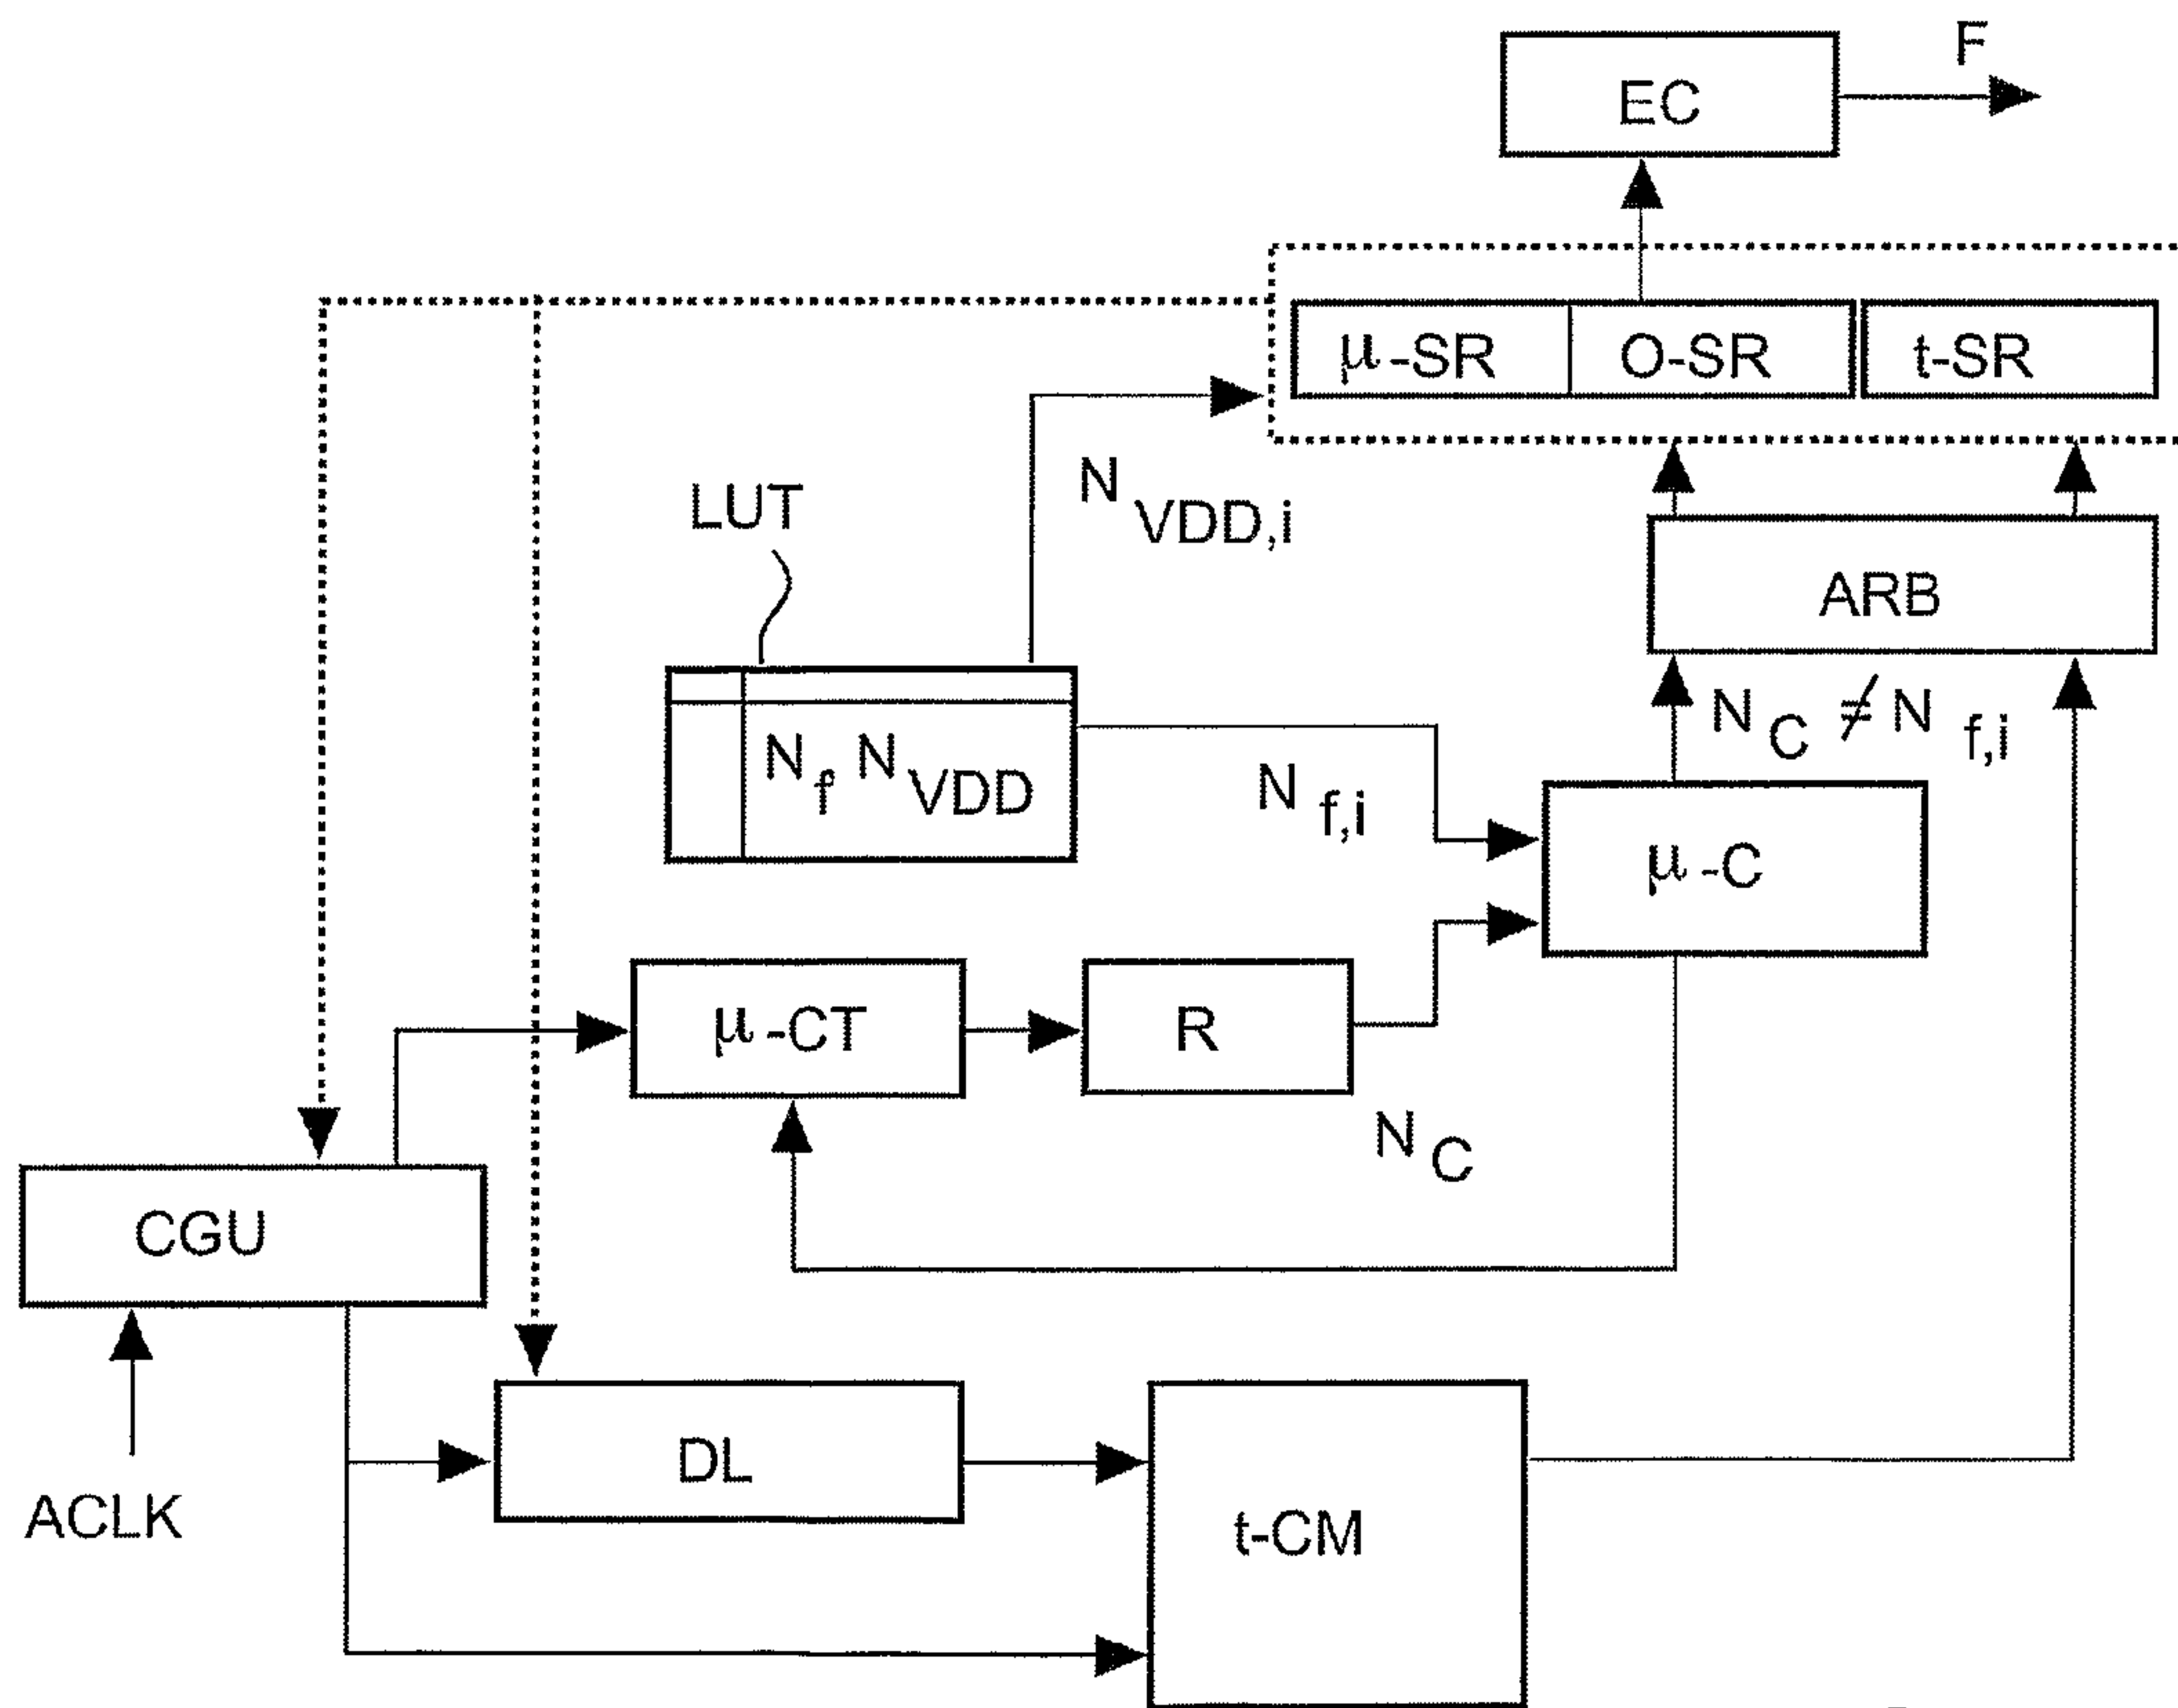 F
EC
μ-SR
O-SR
t-SR
N VDD,i
LUT
ARB
N C ≠ N f,i
N f N VDD
N f,i
μ-C
μ-CT
R
N C
CGU
DL
ACLK
t-CM